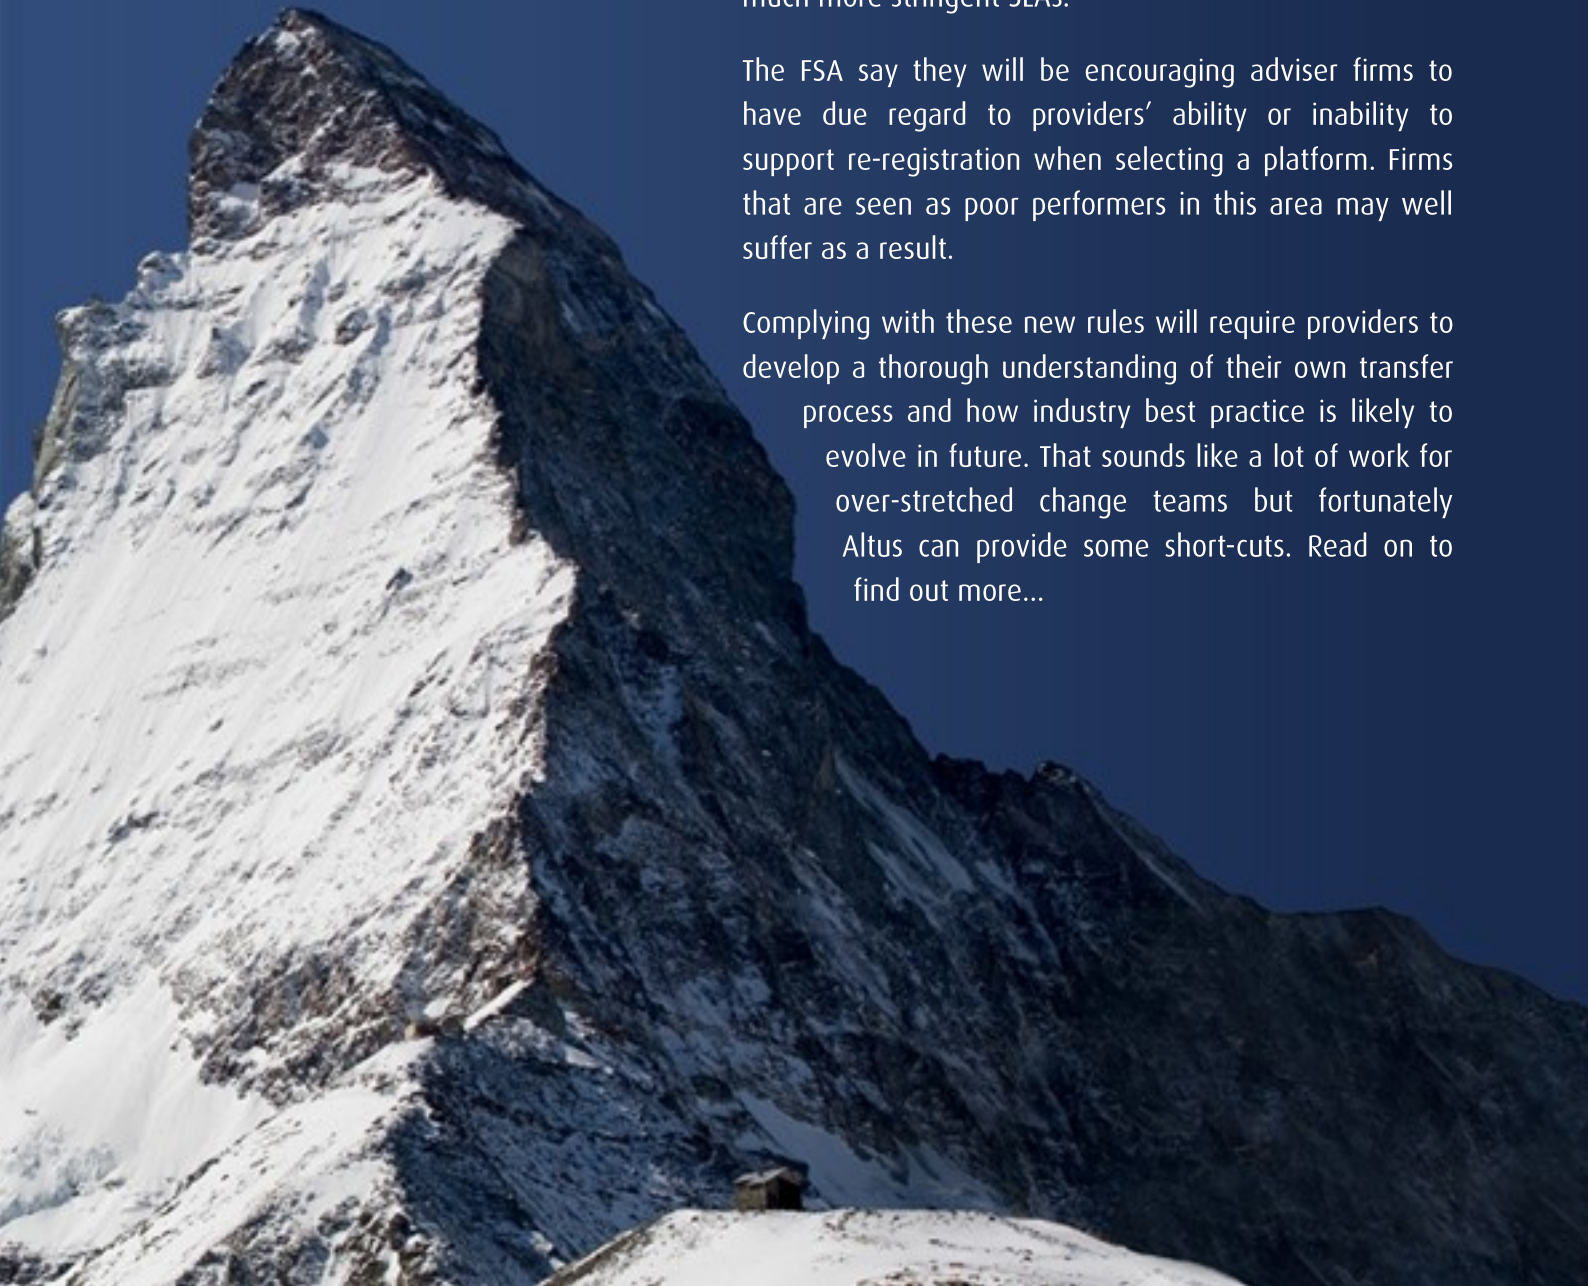 much more stringent SLAs.
The FSA say they will be encouraging adviser firms to
have due regard to providers’ ability or inability to
support re-registration when selecting a platform. Firms
that are seen as poor performers in this area may well
suffer as a result.
Complying with these new rules will require providers to
develop a thorough understanding of their own transfer
process and how industry best practice is likely to
evolve in future. That sounds like a lot of work for
over-stretched change teams but fortunately
Altus can provide some short-cuts. Read on to
find out more...